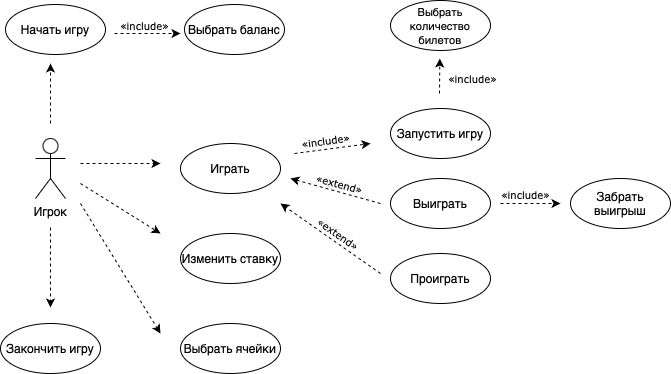 Начать игру
«include»
Выбрать баланс
Выбрать
количество
билетов
«include»
Запустить игру
«include»
Играть
«extend»
Выиграть
«include»
Забрать
выигрыш
Игрок
«extend»
Изменить ставку
Проиграть
Закончить игру
Выбрать ячейки